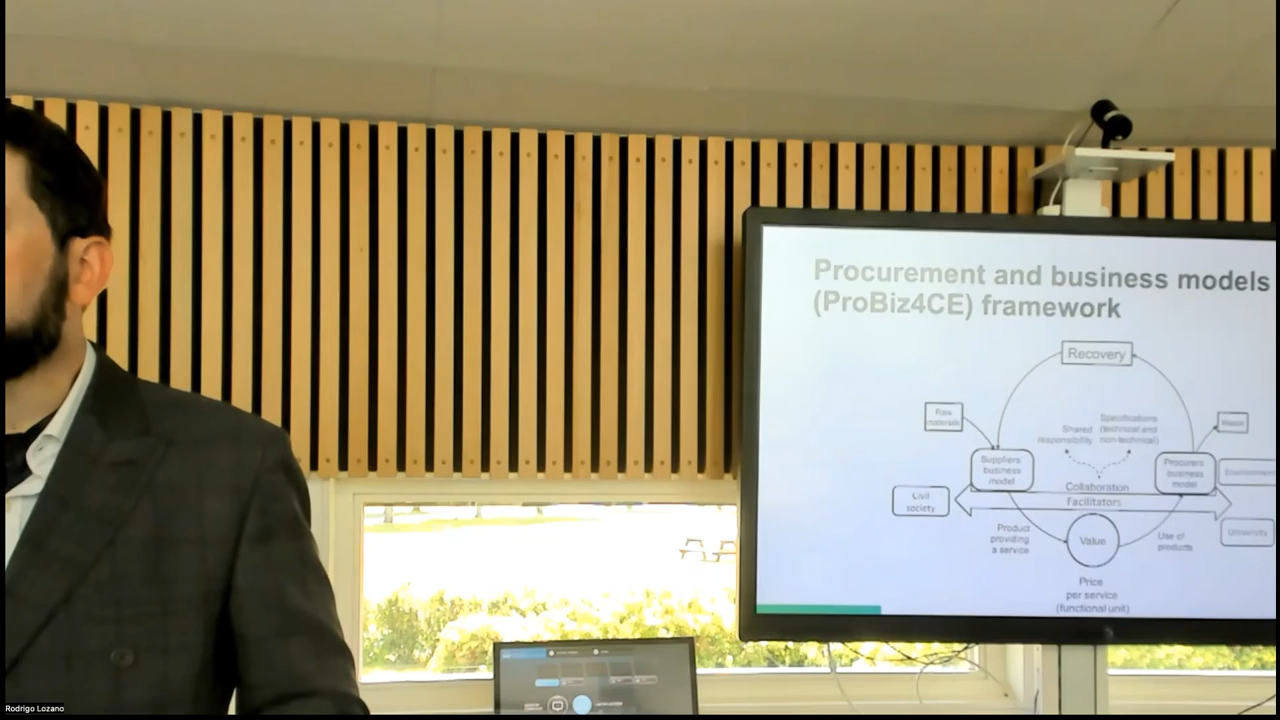 Procurement and business models
(ProBiz4CE) framework
Recovery
Raw
materials
Specifications
(technical and
non-technical)
Shared
responsibility
Waste
Suppliers
business
model
Procurers
business
model
Collaboration
Facilitators
Civil
society
University
Product
providing
a service
Value
Use of
products
Price
per service
(functional unit)
Rodrigo Lozano